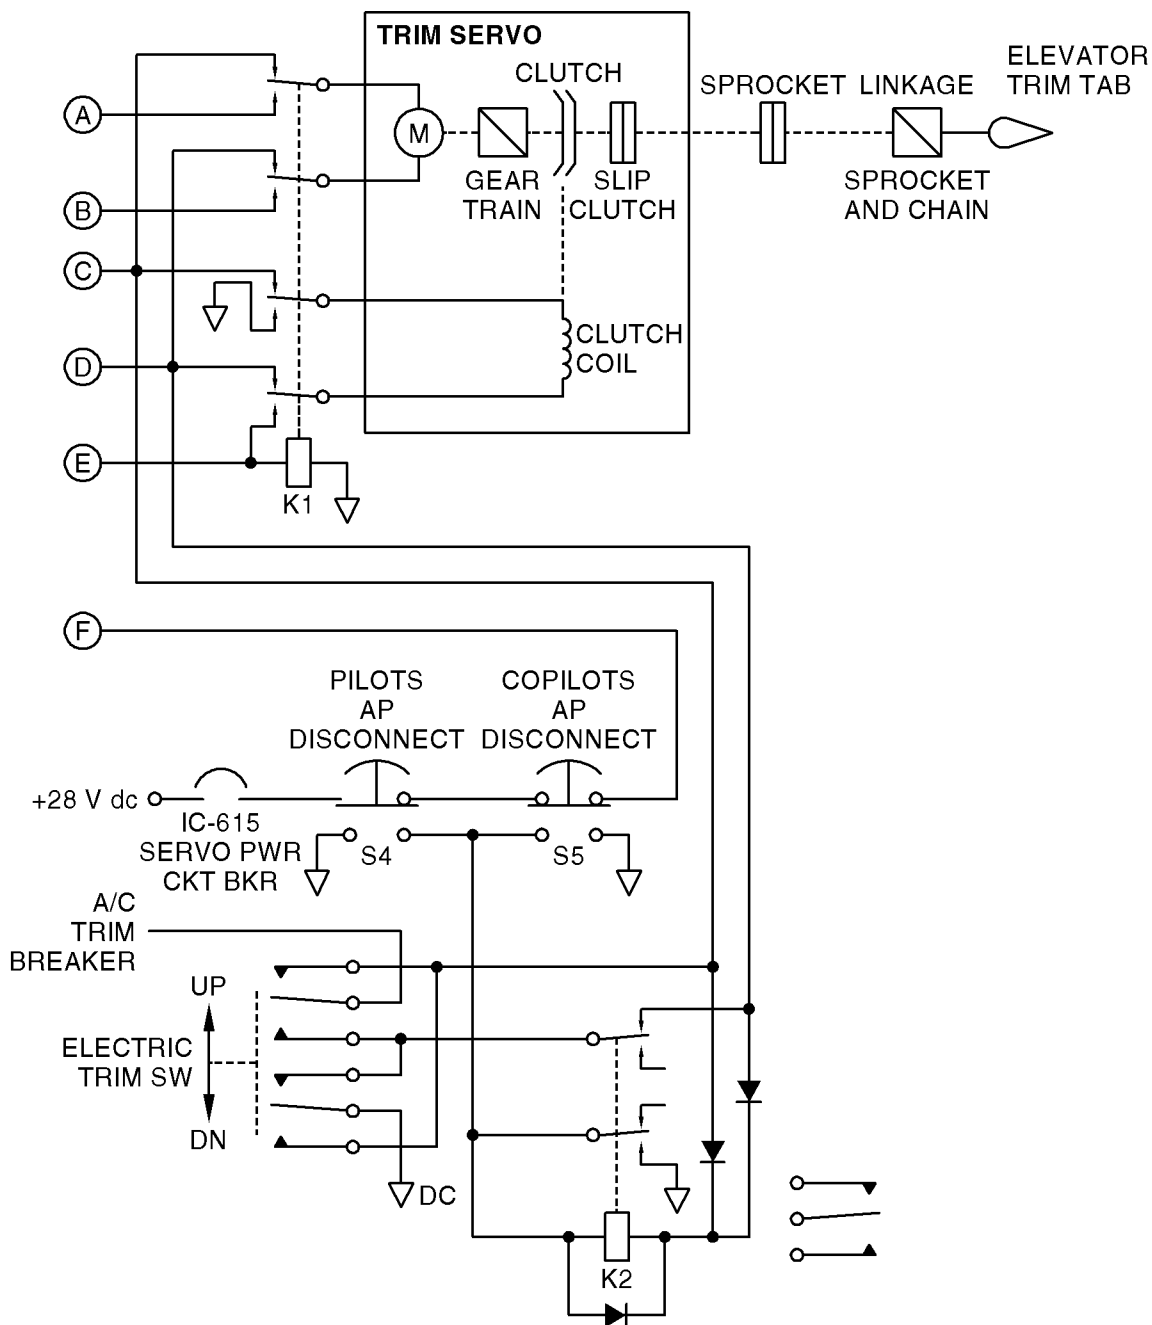 TRIM SERVO
CLUTCH
ELEVATOR
TRIM TAB
SPROCKET LINKAGE
A
M
GEAR
TRAIN
SLIP
CLUTCH
SPROCKET
AND CHAIN
B
C
CLUTCH
COIL
D
E
K1
F
PILOTS
AP
DISCONNECT
COPILOTS
AP
DISCONNECT
+28 V dc
IC-615
SERVO PWR
CKT BKR
S4
S5
A/C
TRIM
BREAKER
UP
ELECTRIC
TRIM SW
DN
DC
K2